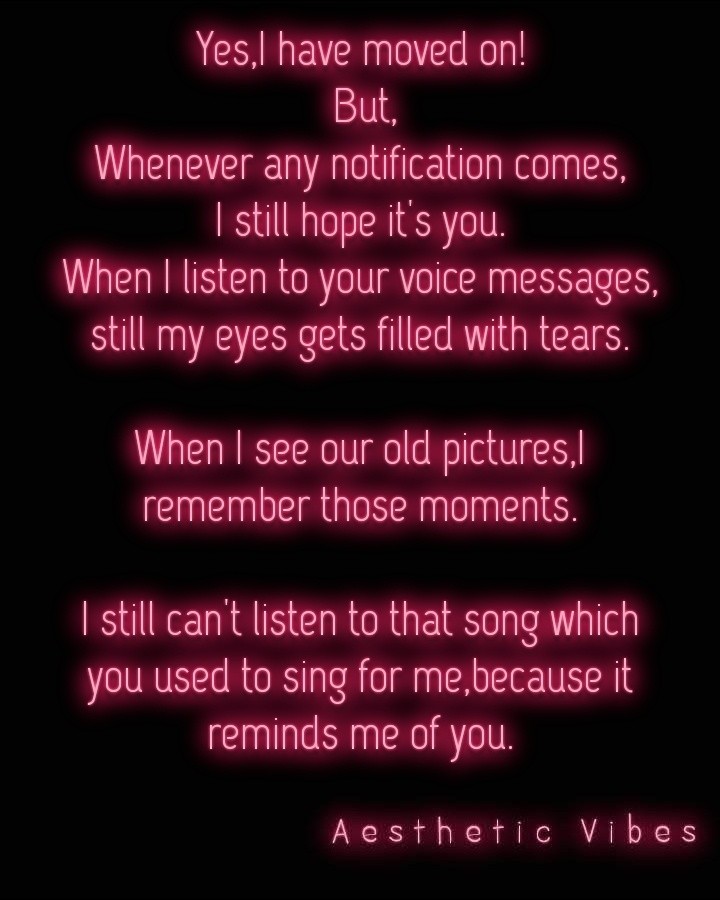 Yes,I have moved on!
But,
Whenever any notification comes,
I still hope it's you.
When I listen to your voice messages,
still my eyes gets filled with tears.
When I see our old pictures,I
remember those moments.
I still can't listen to that song which
you used to sing for me,because it
reminds me of you.
Aesthetic Vibes